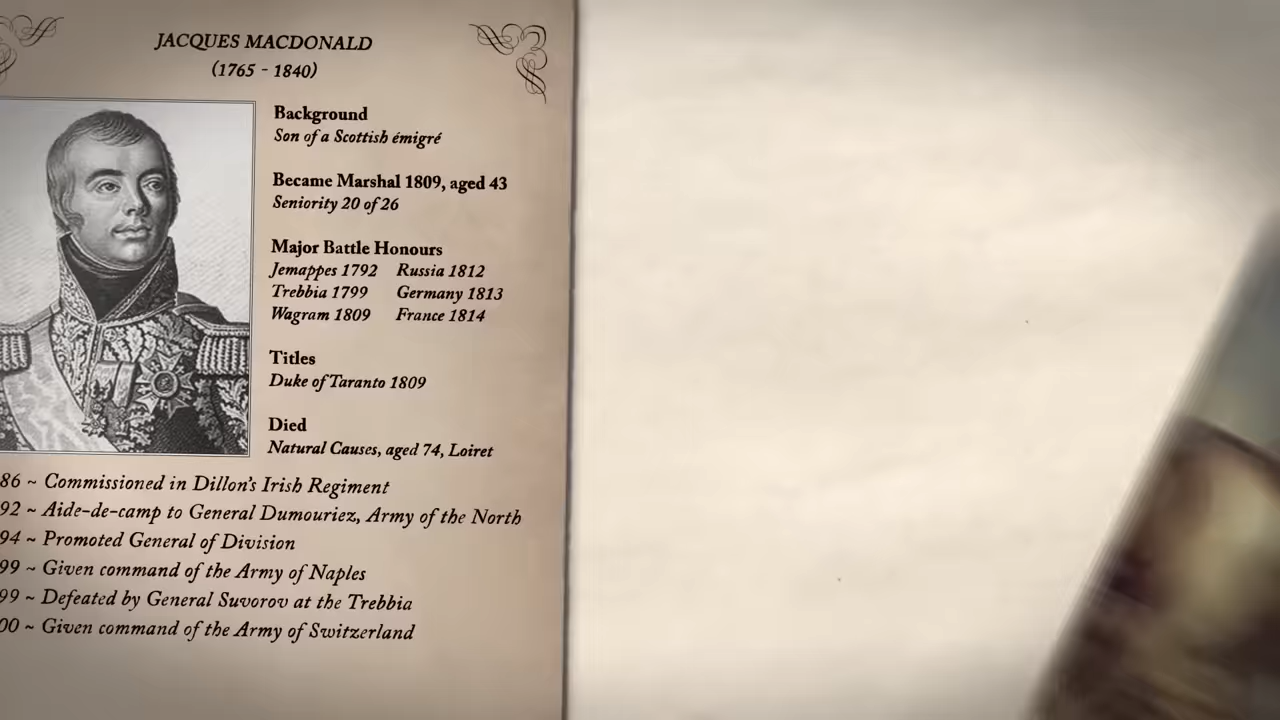 JACQUES MACDONALD
(1765 - 1840)
Background
Son of a Scottish émigré
Became Marshal 1809, aged 43
Seniority 20 of 26
Major Battle Honours
Jemappes 1792 Russia 1812
Trebbia 1799 Germany 1813
Wagram 1809 France 1814
Titles
Duke of Taranto 1809
Died
Natural Causes, aged 74, Loiret
86 ~ Commissioned in Dillon's Irish Regiment
92 ~ Aide-de-camp to General Dumouriez, Army of the North
94 ~ Promoted General of Division
99 ~ Given command of the Army of Naples
99 ~ Defeated by General Suvorov at the Trebbia
00 ~ Given command of the Army of Switzerland